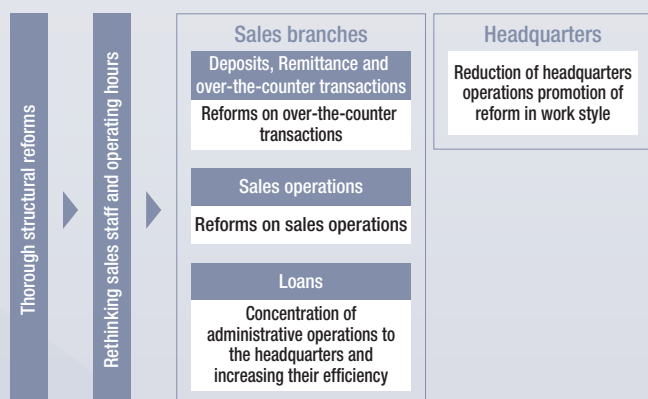 Thorough structural reforms
Rethinking sales staff and operating hours
Sales branches
Deposits, Remittance and
over-the-counter transactions
Reforms on over-the-counter
transactions
Sales operations
Reforms on sales operations
Loans
Concentration of
administrative operations to
the headquarters and
increasing their efficiency
Headquarters
Reduction of headquarters
operations promotion of
reform in work style